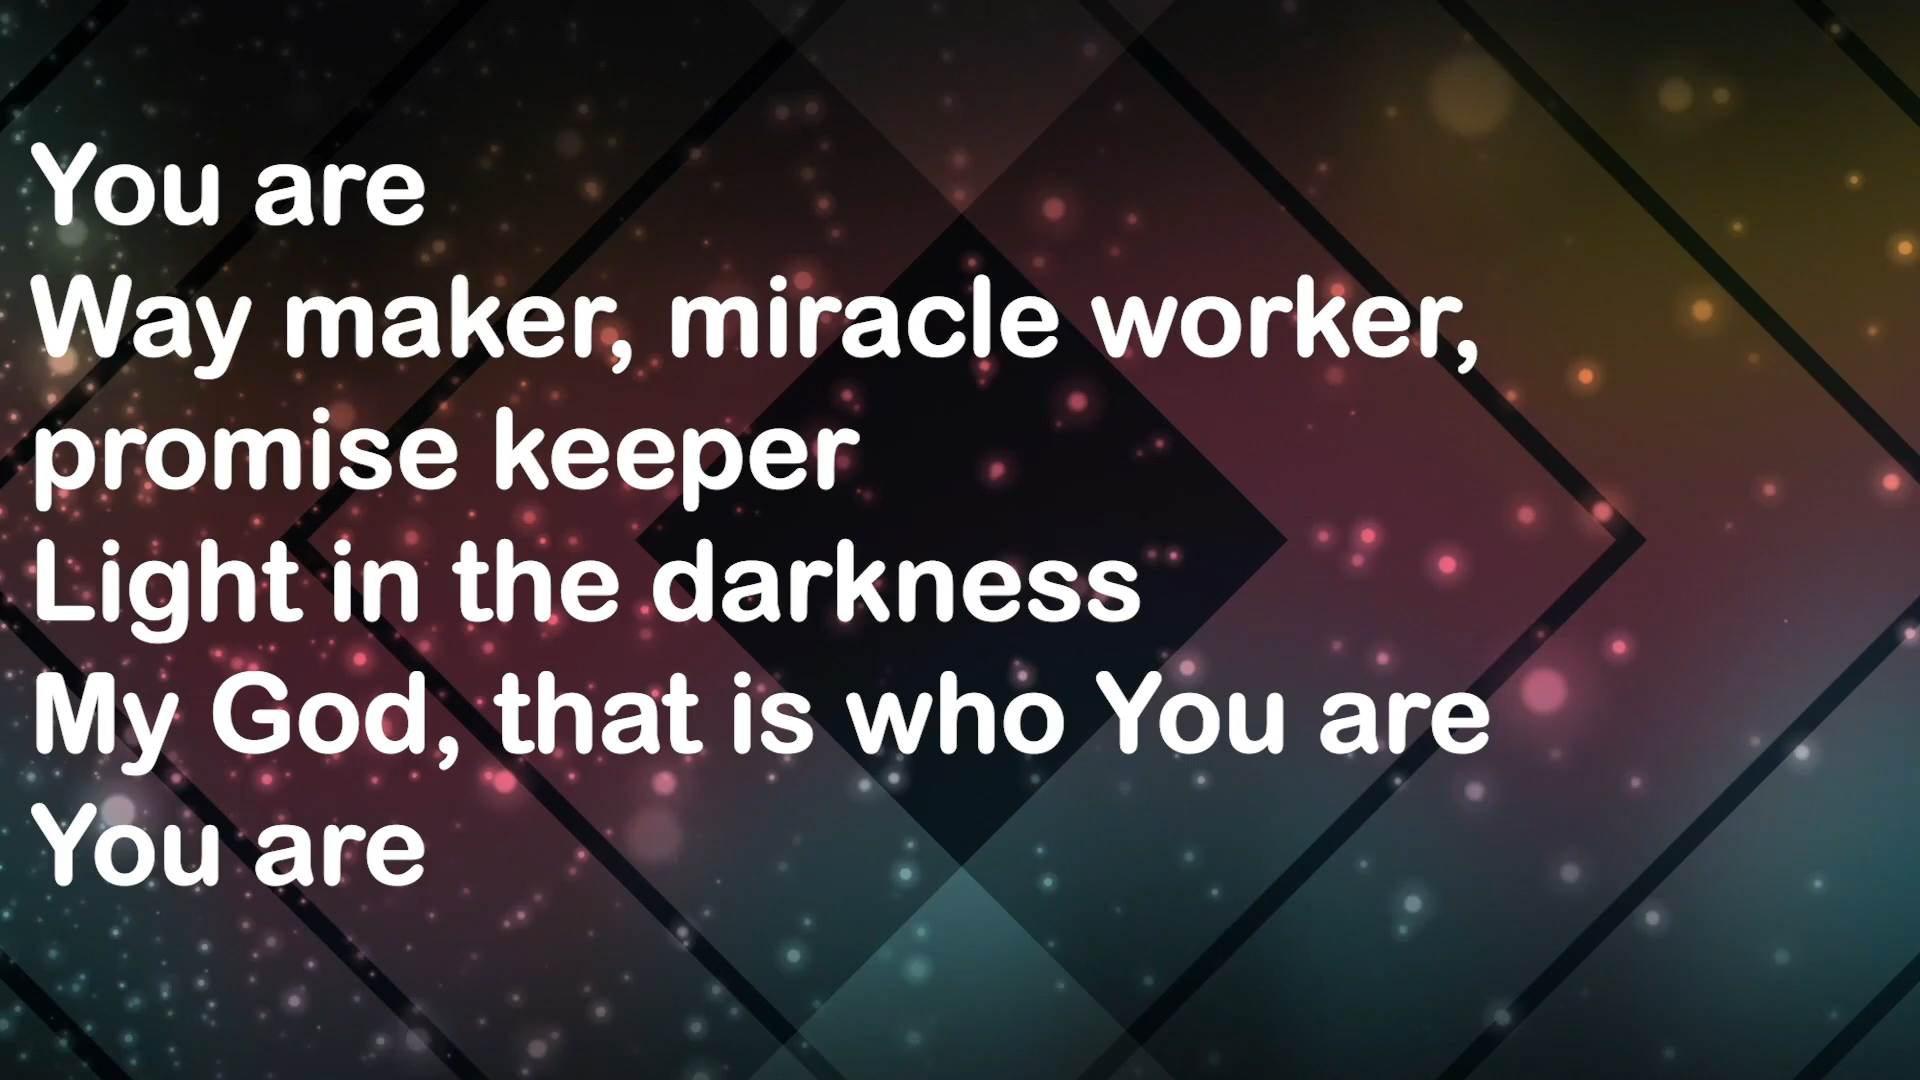 You are
Way maker, miracle worker,
promise keeper
Light in the darkness
My God, that is who You are
You are